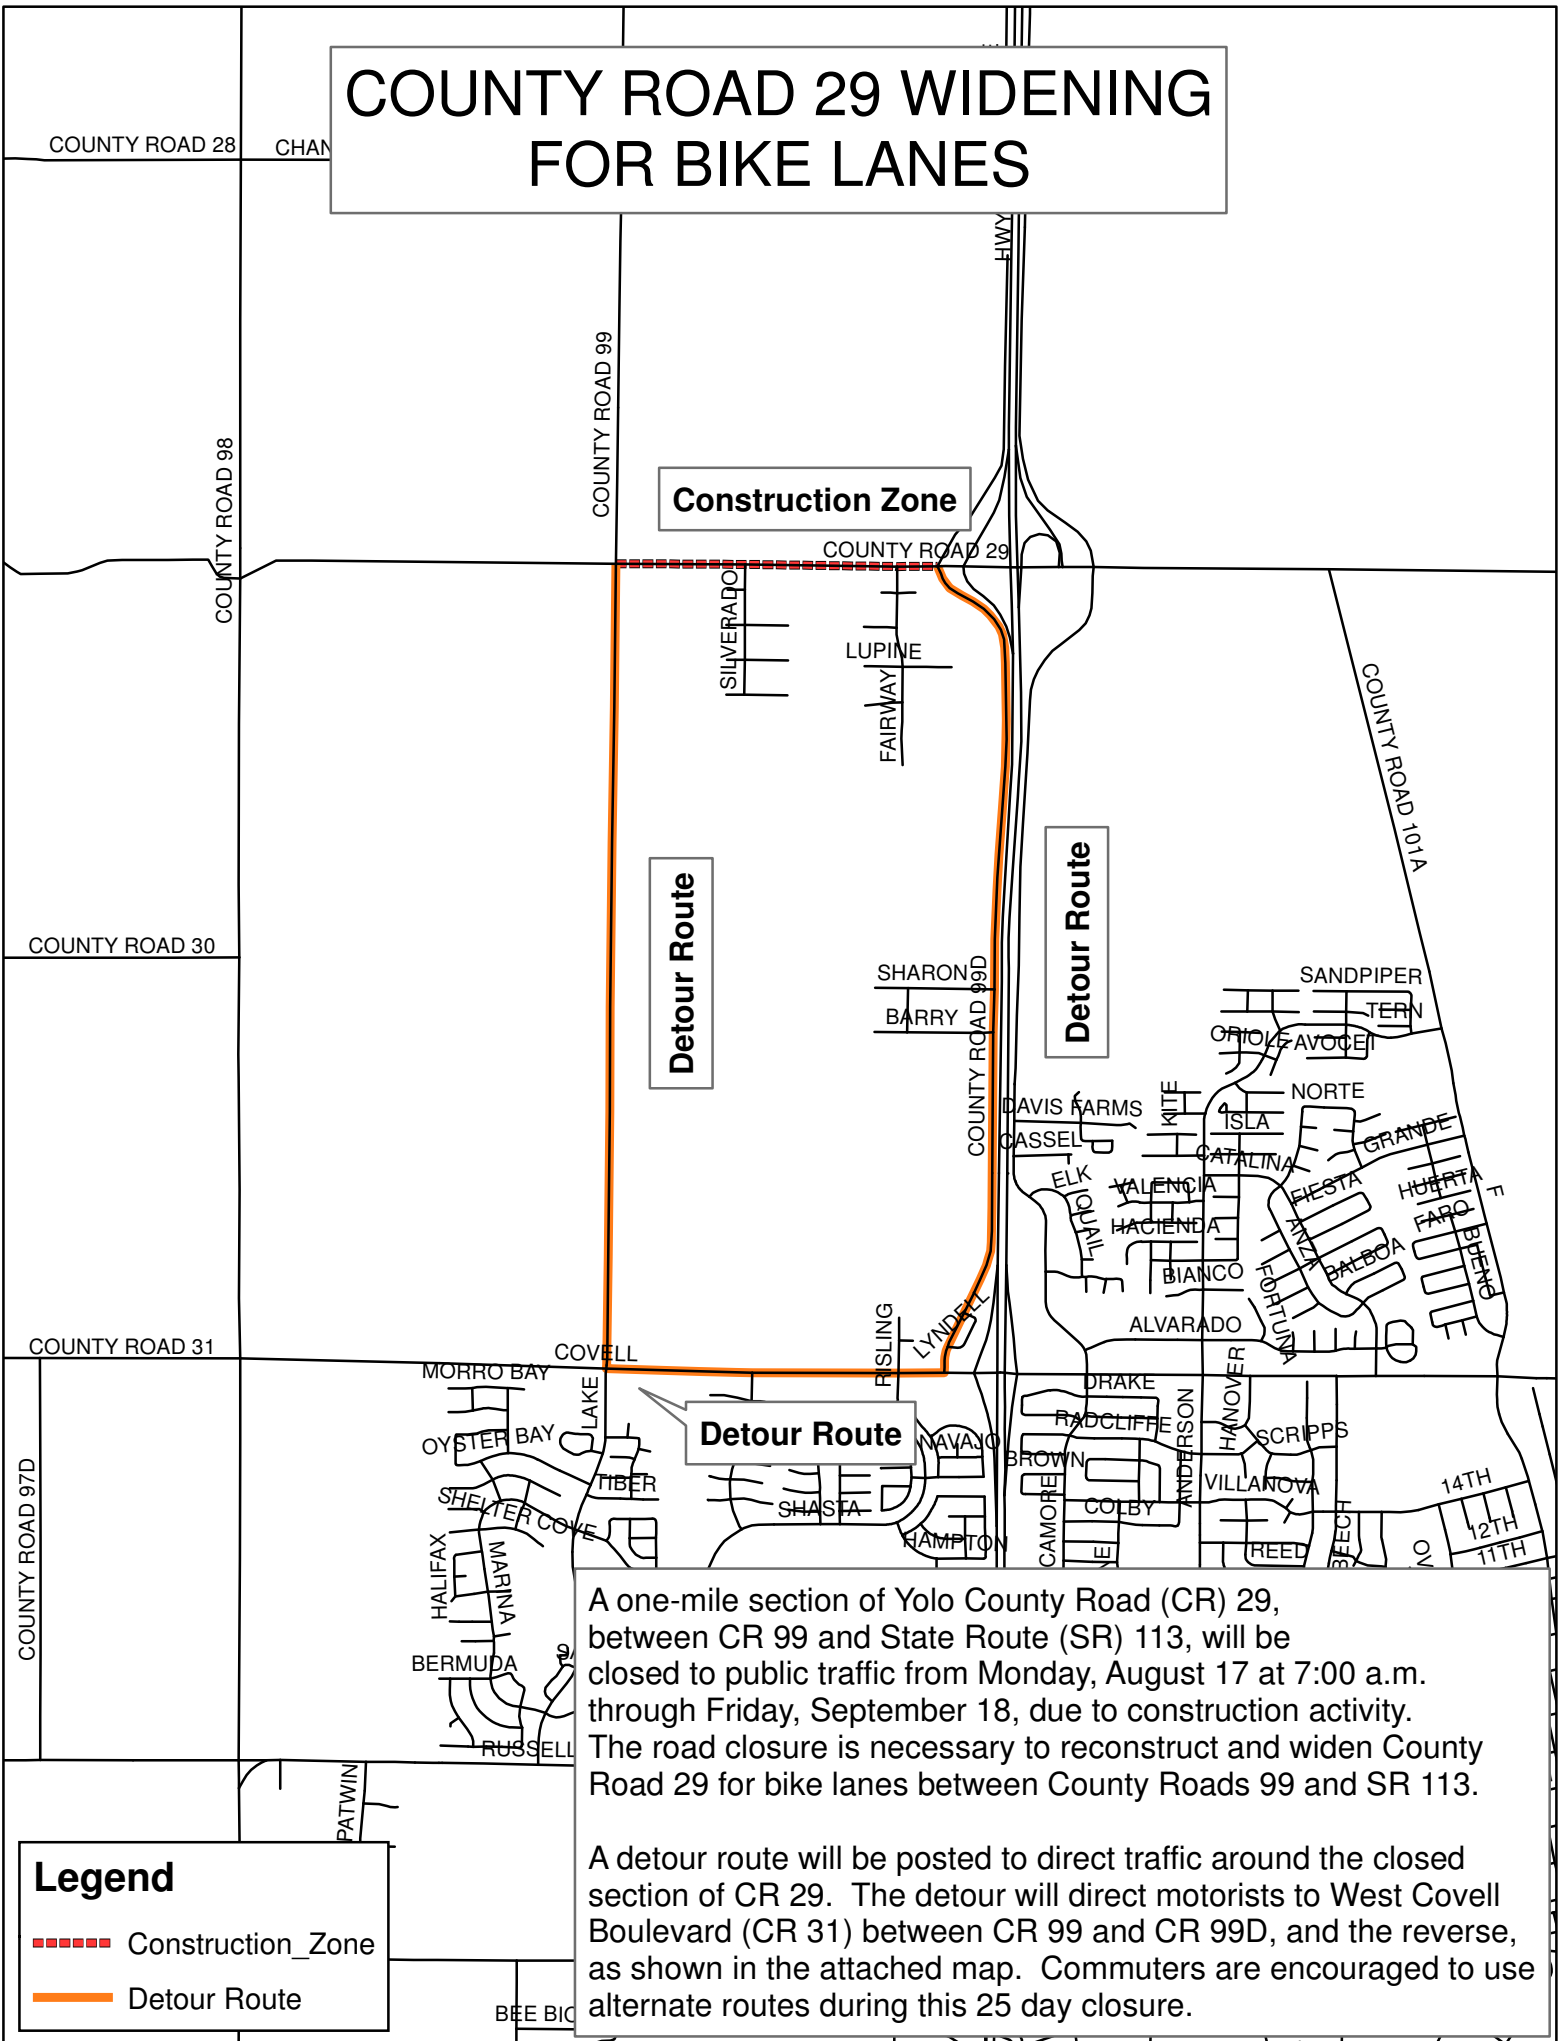 COUNTY ROAD 29 WIDENING
FOR BIKE LANES
COUNTY ROAD 28
CHAN
HWY
COUNTY ROAD 99
COUNTY ROAD 98
Construction Zone
COUNTY ROAD 29
SILVERADO
LUPINE
FAIRWAY
COUNTY ROAD 101A
Detour Route
Detour Route
COUNTY ROAD 30
SHARON
BARRY
COUNTY ROAD 99D
SANDPIPER
TERN
ORIOLE
AVOCET
NORTE
KITE
DAVIS FARMS
ISLA
CASSEL
GRANDE
CATALINA
ELK
VALENCIA
FIESTA
HUERTA
F
QUAIL
HACIENDA
ANZA
FARO
BUENO
BALBOA
BIANCO
FORTUNA
LYNDELL
RISLING
ALVARADO
COUNTY ROAD 31
COVELL
MORRO BAY
LAKE
DRAKE
HANOVER
ANDERSON
RADCLIFFE
SCRIPPS
Detour Route
OYSTER BAY
NAVAJO
BROWN
TIBER
VILLANOVA
14TH
COUNTY ROAD 97D
SHELTER COVE
SHASTA
COLBY
CAMORE
BEECH
12TH
HAMPTON
REED
11TH
NE
OV
HALIFAX
MARINA
BERMUDA
SA
RUSSELL
PATWIN
BEE BIO
A one-mile section of Yolo County Road (CR) 29,
between CR 99 and State Route (SR) 113, will be
closed to public traffic from Monday, August 17 at 7:00 a.m.
through Friday, September 18, due to construction activity.
The road closure is necessary to reconstruct and widen County
Road 29 for bike lanes between County Roads 99 and SR 113.
A detour route will be posted to direct traffic around the closed
section of CR 29.  The detour will direct motorists to West Covell
Boulevard (CR 31) between CR 99 and CR 99D, and the reverse,
as shown in the attached map.  Commuters are encouraged to use
alternate routes during this 25 day closure.
Legend
Construction_Zone
Detour Route